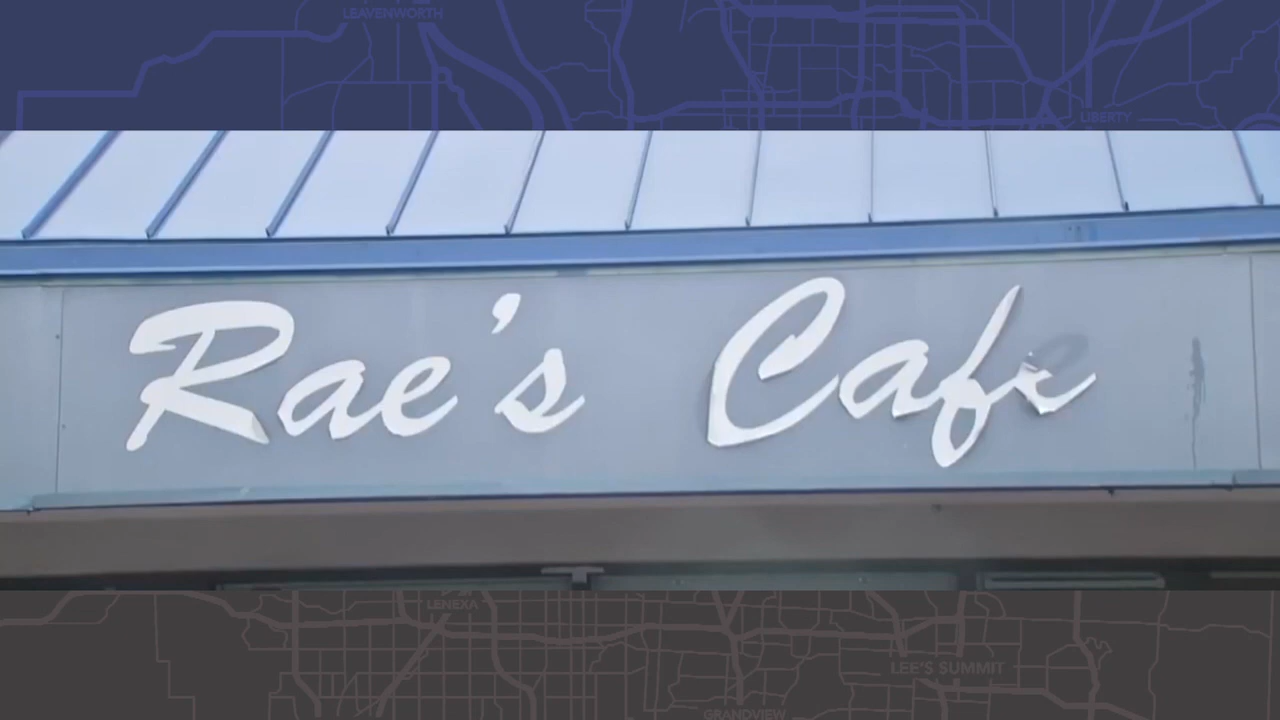 LEAVENWORTH
LIBERTY
Rae's Cafe
LENEXA
LEE'S SUMMIT
GRANDVIEW